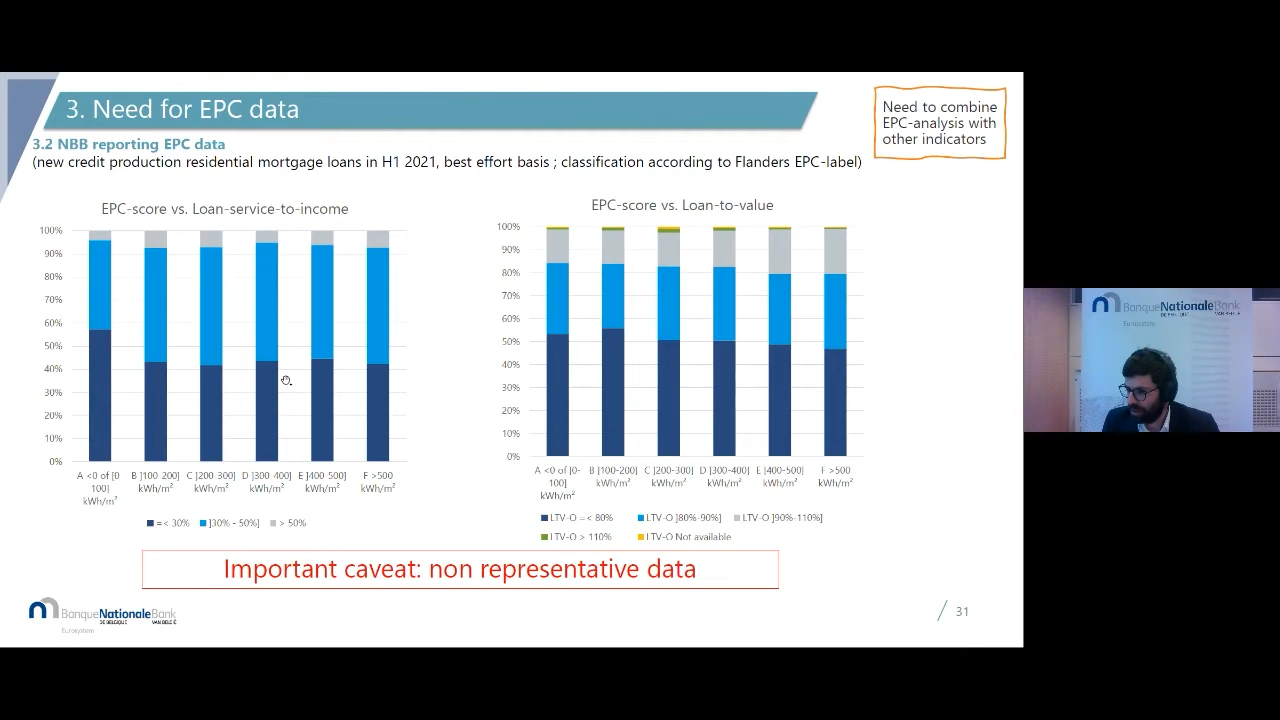 3. Need for EPC data
Need to combine
EPC-analysis with
other indicators
3.2 NBB reporting EPC data
(new credit production residential mortgage loans in H1 2021, best effort basis ; classification according to Flanders EPC-label)
EPC-score vs. Loan-service-to-income
100%
90%
80%
70%
60%
50%
40%
30%
20%
10%
0%
A <0 of [0-
100]
kWh/m²
B ]100-200]
kWh/m²
C ]200-300]
kWh/m²
D ]300-400]
kWh/m²
E ]400-500]
kWh/m²
F >500
kWh/m²
=< 30% ]30% - 50%] > 50%
EPC-score vs. Loan-to-value
100%
90%
80%
70%
60%
50%
40%
30%
20%
10%
0%
A <0 of [0-
100]
kWh/m²
B ]100-200]
kWh/m²
C ]200-300]
kWh/m²
D ]300-400]
kWh/m²
E ]400-500]
kWh/m²
F >500
kWh/m²
LTV-O =< 80% LTV-O ]80%-90%] LTV-O ]90%-110%]
LTV-O > 110% LTV-O Not available
Important caveat: non representative data
BanqueNationaleBank
DE BELGIQUE VAN BELGIË
Eurosystem
31
BanqueNationaleBank
Eurosystem